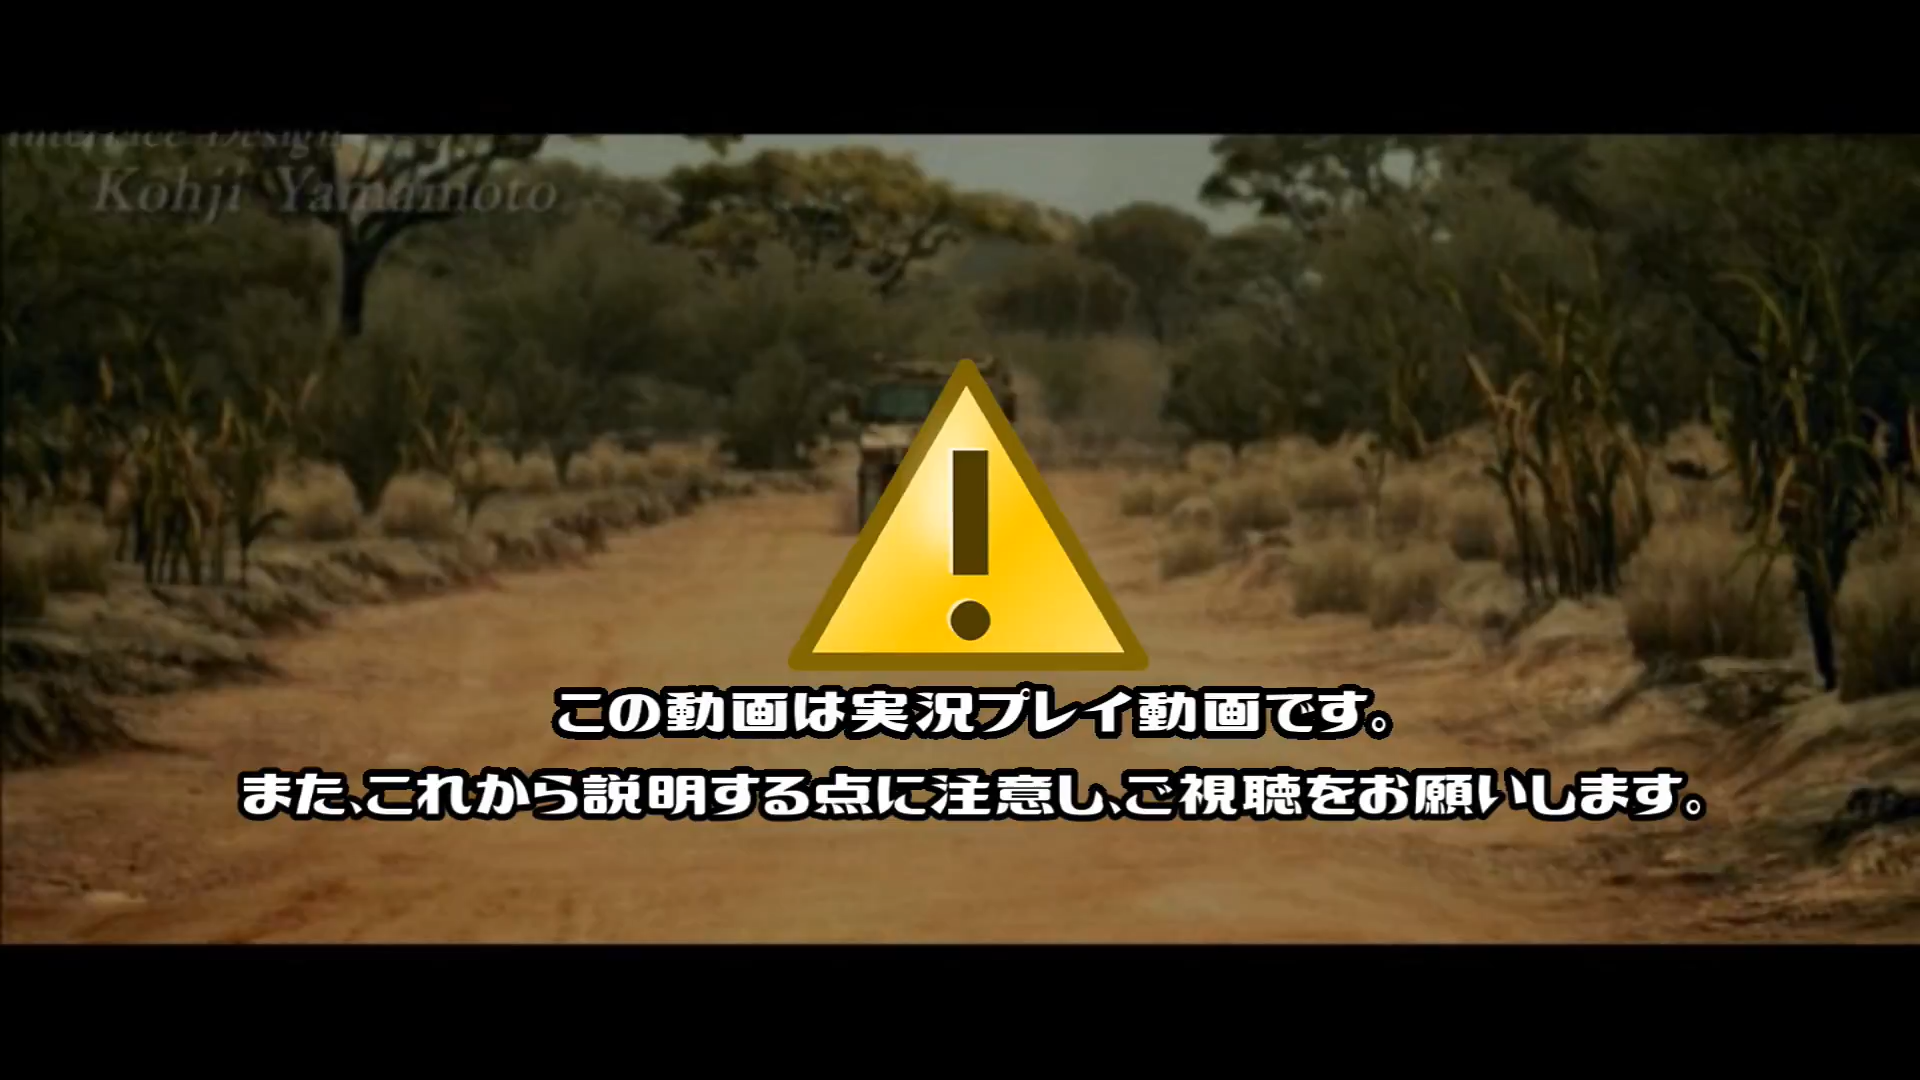 Interface Design
Kohji Yamamoto
この動画は実況プレイ動画です。
また、これから説明する点に注意し、ご視聴をお願いします。